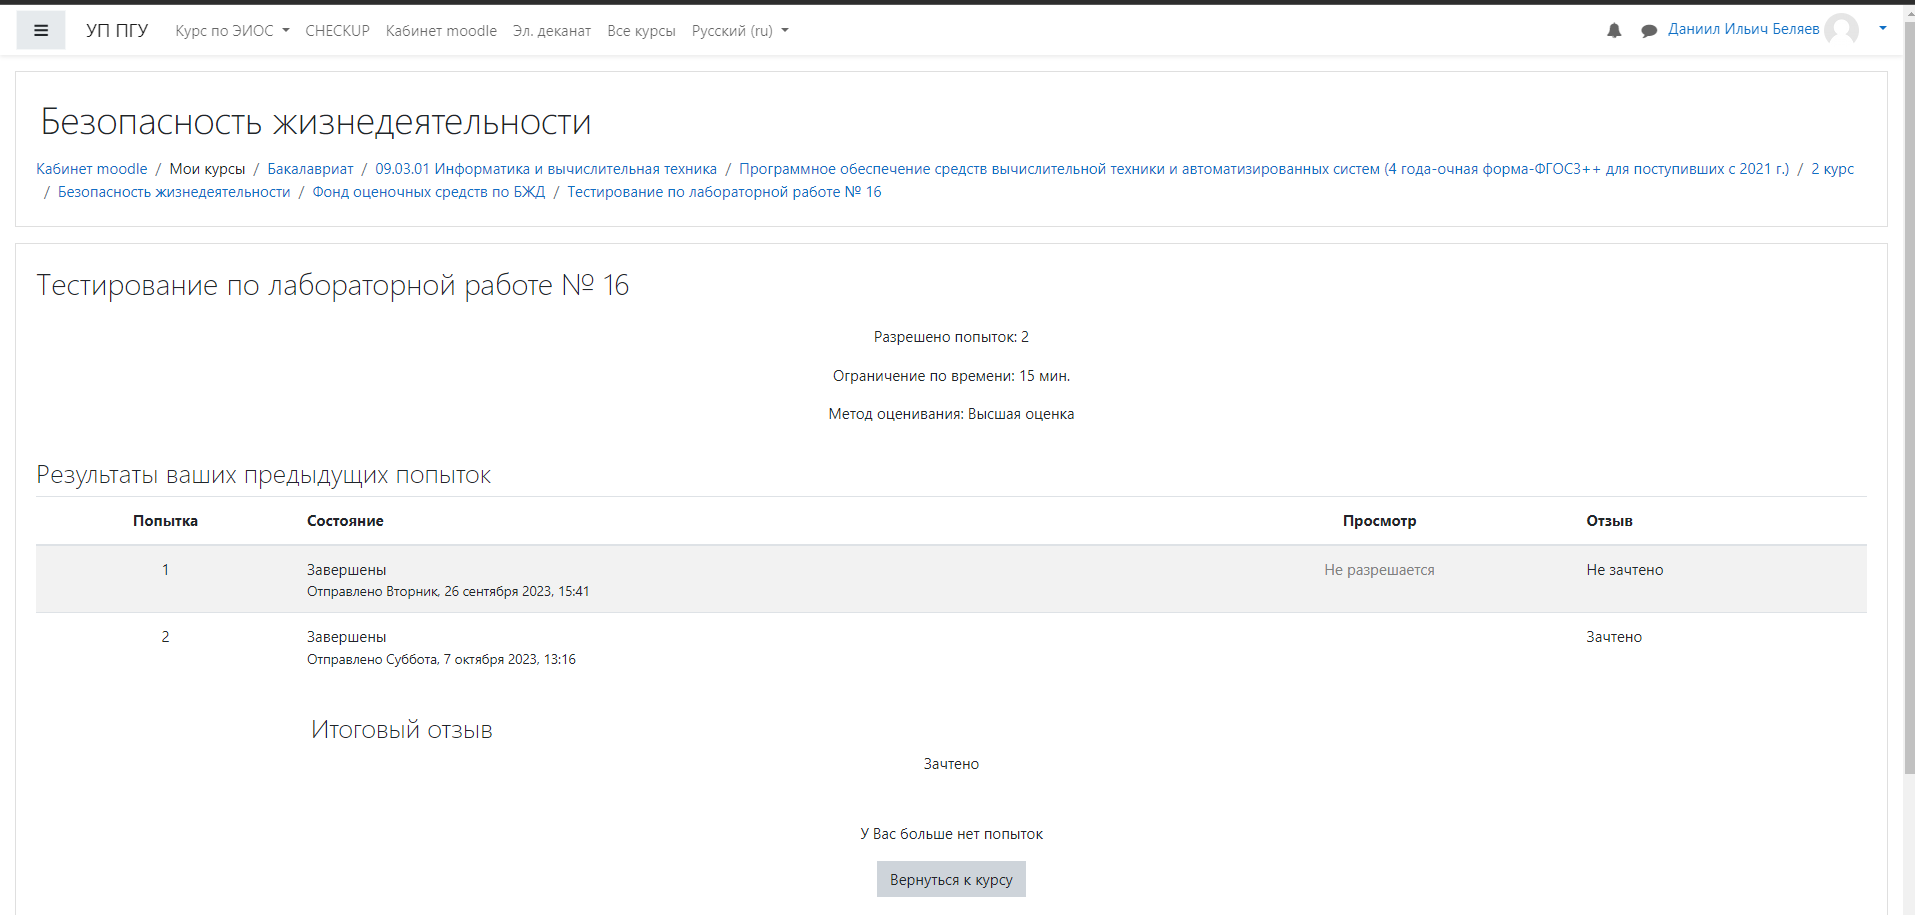 УП ПГУ Курс по ЭИОС CHECKUP Кабинет moodle Эл. деканат Все курсы Русский (ru) Даниил Ильич Беляев
Безопасность жизнедеятельности
Кабинет moodle / Мои курсы / Бакалавриат / 09.03.01 Информатика и вычислительная техника / Программное обеспечение средств вычислительной техники и автоматизированных систем (4 года-очная форма-ФГОС3++ для поступивших с 2021 г.) / 2 курс
/ Безопасность жизнедеятельности / Фонд оценочных средств по БЖД / Тестирование по лабораторной работе № 16
Тестирование по лабораторной работе № 16
Разрешено попыток: 2
Ограничение по времени: 15 мин.
Метод оценивания: Высшая оценка
Результаты ваших предыдущих попыток
Попытка Состояние Просмотр Отзыв
1 Завершены Не разрешается Не зачтено
Отправлено Вторник, 26 сентября 2023, 15:41
2 Завершены Зачтено
Отправлено Суббота, 7 октября 2023, 13:16
Итоговый отзыв
Зачтено
У Вас больше нет попыток
Вернуться к курсу